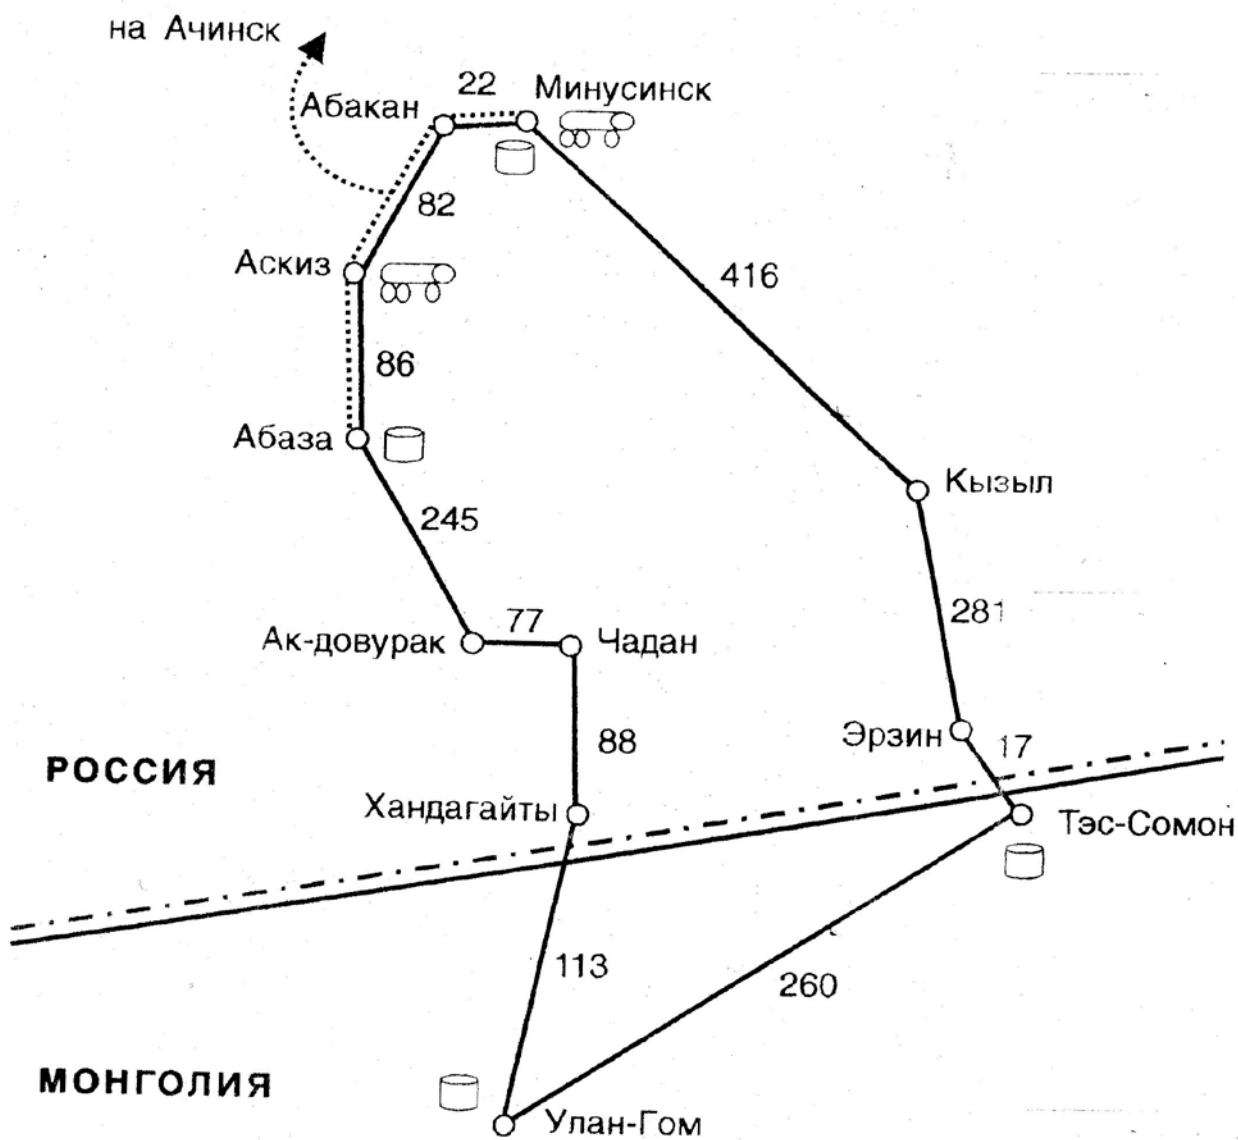 на Ачинск
22
Минусинск
Абакан
82
Аскиз
416
86
Абаза
Кызыл
245
281
77
Ак-довурак
Чадан
Эрзин
17
88
РОССИЯ
Хандагайты
Тэс-Сомон
113
260
МОНГОЛИЯ
Улан-Гом